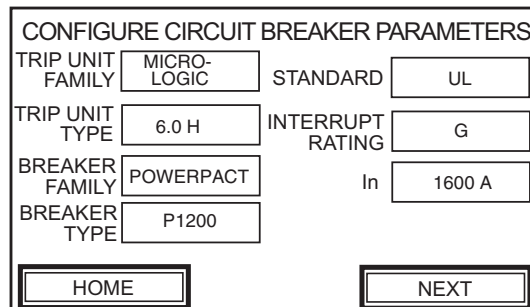 CONFIGURE CIRCUIT BREAKER PARAMETERS
TRIP UNIT
FAMILY
MICRO-
LOGIC
STANDARD
UL
TRIP UNIT
TYPE
6.0 H
INTERRUPT
RATING
G
BREAKER
FAMILY
POWERPACT
In
1600 A
BREAKER
TYPE
P1200
HOME
NEXT